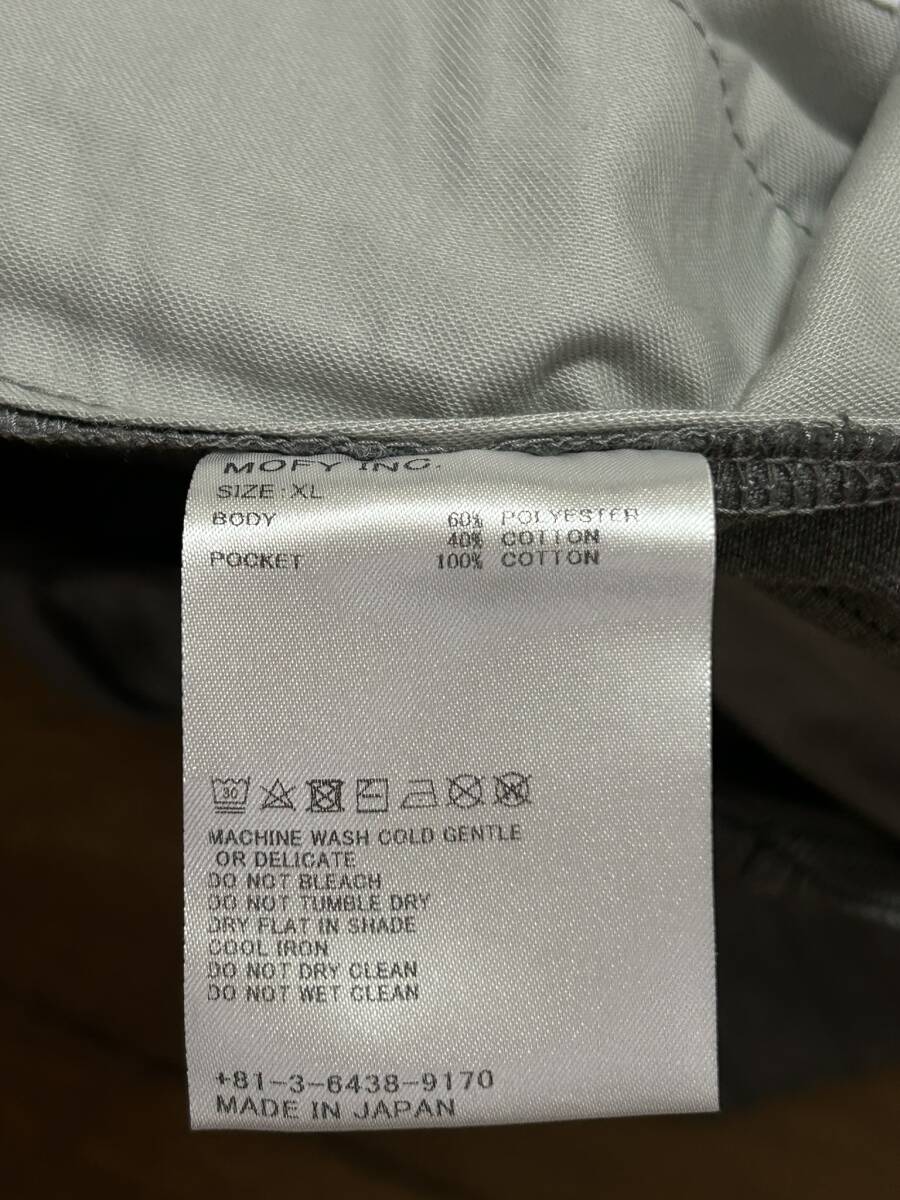 MOFY INC.
SIZE:XL
BODY 60% POLYESTER
40% COTTON
POCKET 100% COTTON
30
MACHINE WASH COLD GENTLE
OR DELICATE
DO NOT BLEACH
DO NOT TUMBLE DRY
DRY FLAT IN SHADE
COOL IRON
DO NOT DRY CLEAN
DO NOT WET CLEAN
+81-3-6438-9170
MADE IN JAPAN